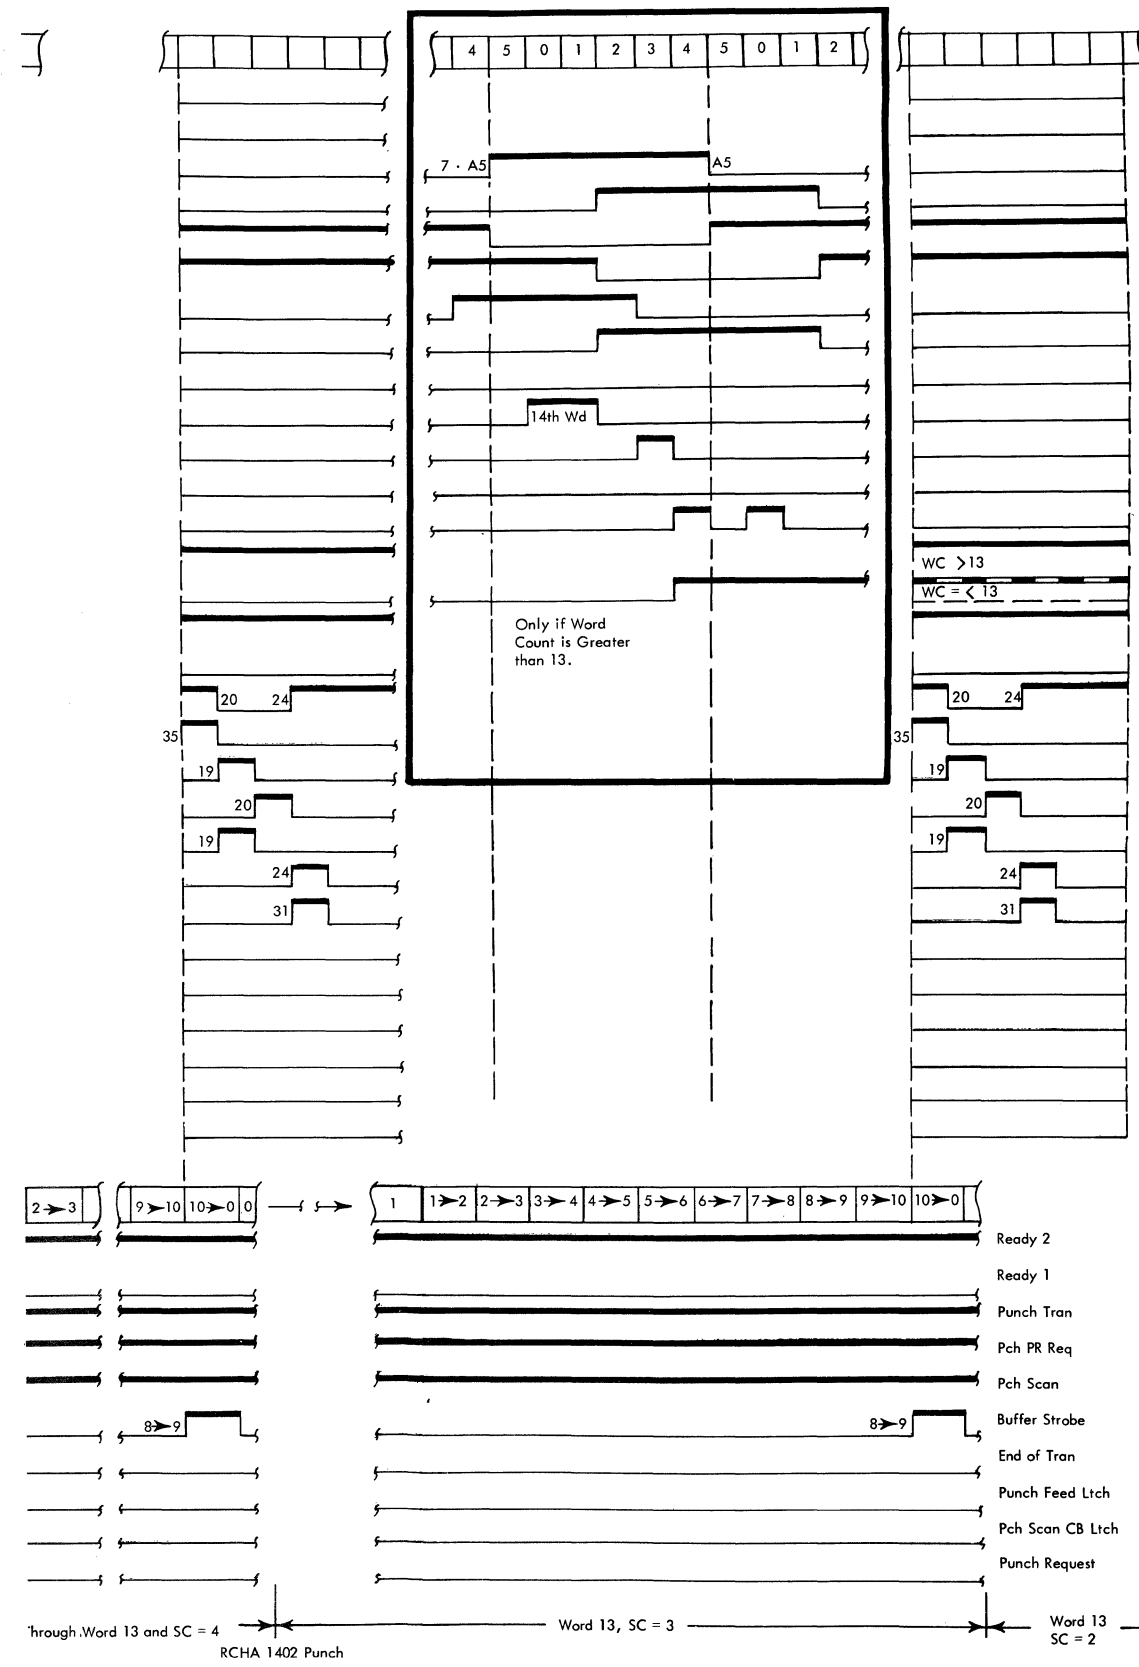 4 5 0 1 2 3 4 5 0 1 2
7 · A5 A5
14th Wd
WC >13
WC = < 13
Only if Word
Count is Greater
than 13.
20 24 20 24
35 35
19 19
20 20
19 19
24 24
31 31
2→3 9→10 10→0 0 1 1→2 2→3 3→4 4→5 5→6 6→7 7→8 8→9 9→10 10→0
Ready 2
Ready 1
Punch Tran
Pch PR Req
Pch Scan
8→9 8→9 Buffer Strobe
End of Tran
Punch Feed Ltch
Pch Scan CB Ltch
Punch Request
hrough Word 13 and SC = 4 Word 13, SC = 3 Word 13
SC = 2
RCHA 1402 Punch